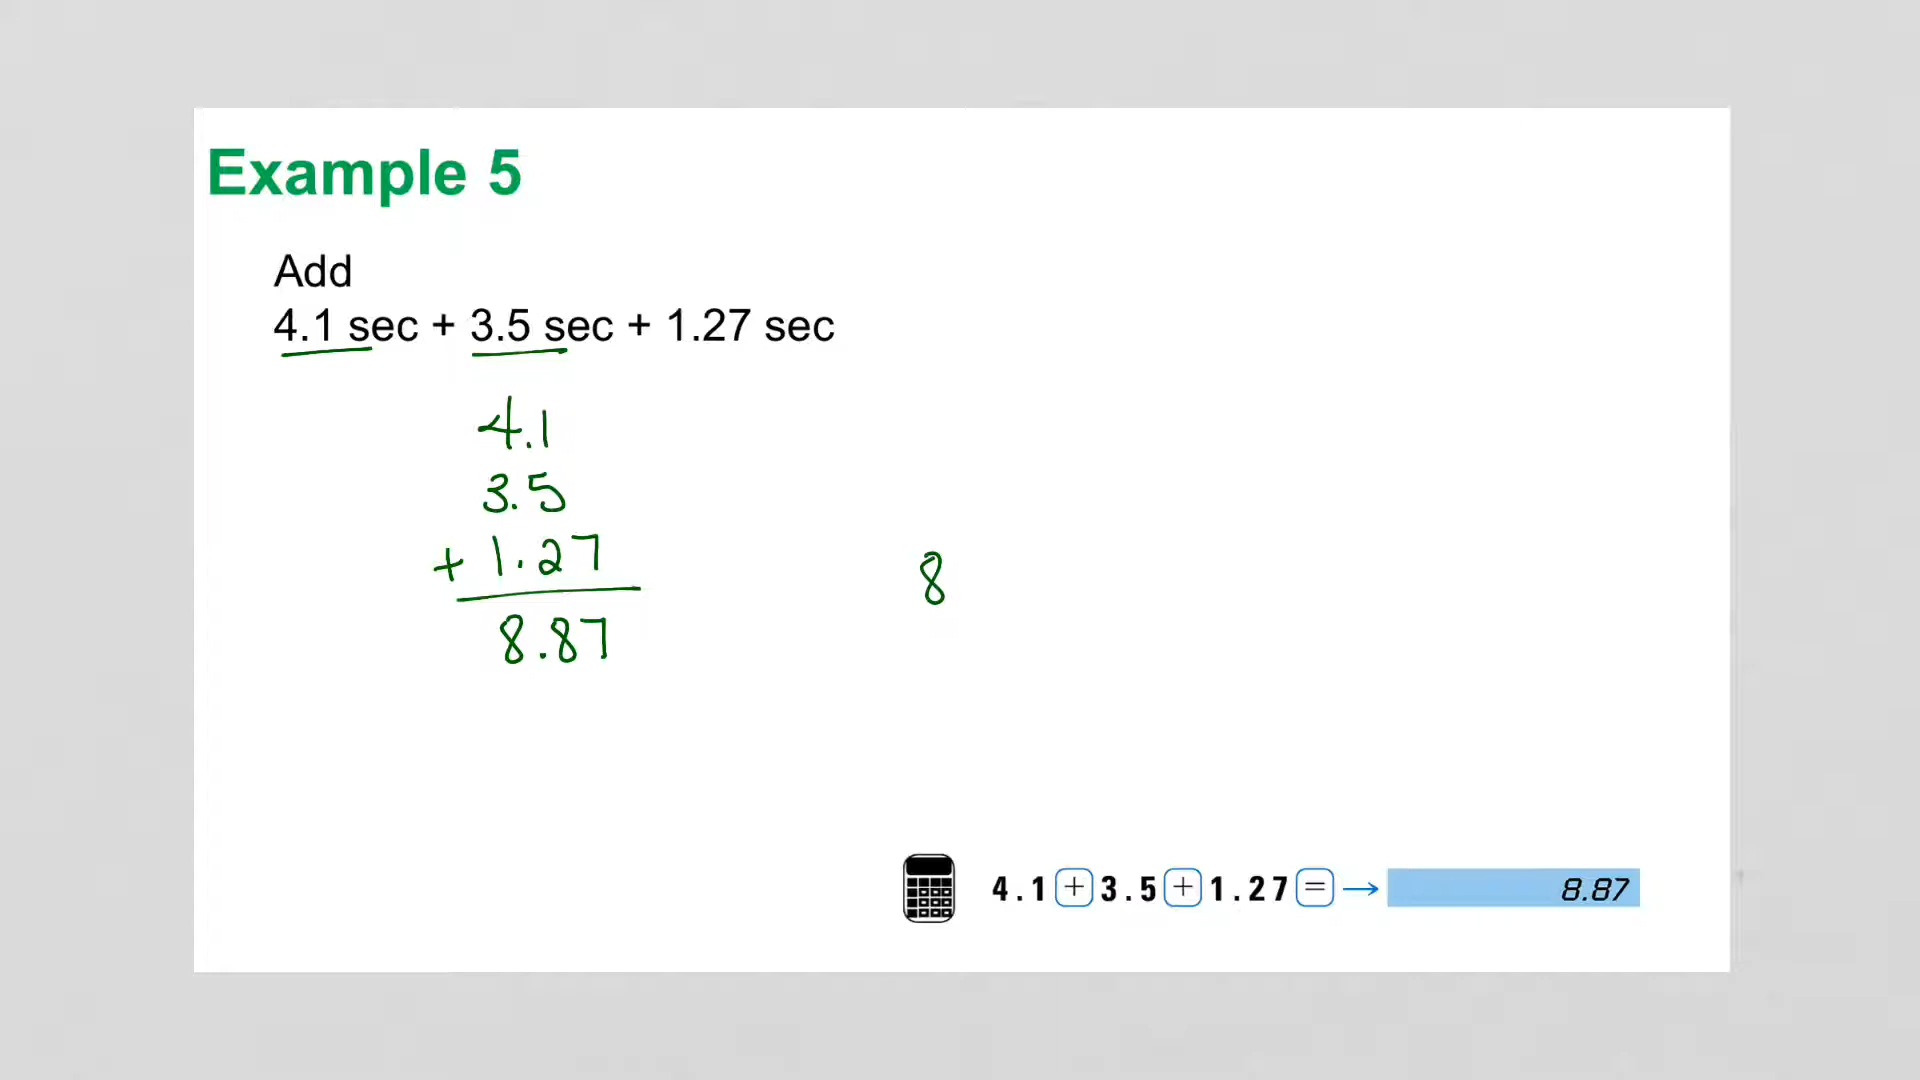 Example 5
Add
4.1 sec + 3.5 sec + 1.27 sec
4.1
3.5
+ 1.27
8.87
8
4.1 + 3.5 + 1.27 = → 8.87